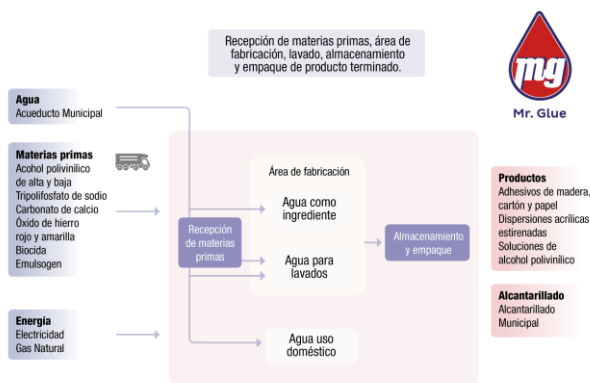 Recepción de materias primas, área de
fabricación, lavado, almacenamiento
y empaque de producto terminado.
mg
Mr. Glue
Agua
Acueducto Municipal
Materias primas
Acohol polivinilico
de alta y baja
Tripolifosfato de sodio
Carbonato de calcio
Óxido de hierro
rojo y amarilla
Biocida
Emulsogen
Energía
Electricidad
Gas Natural
Recepción
de materias
primas
Área de fabricación
Agua como
ingrediente
Agua para
lavados
Agua uso
doméstico
Almacenamiento
y empaque
Productos
Adhesivos de madera,
cartón y papel
Dispersiones acrílicas
estirenadas
Soluciones de
alcohol polivinílico
Alcantarillado
Alcantarillado
Municipal